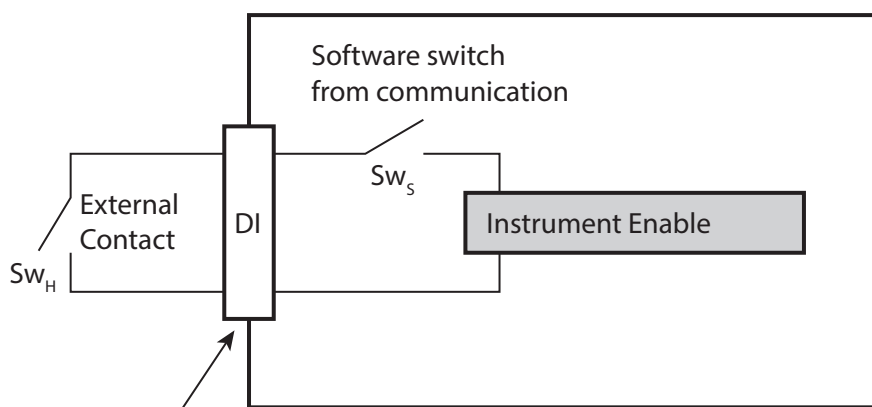 Software switch
from communication
Sw_S
External
Contact
DI
Instrument Enable
Sw_H